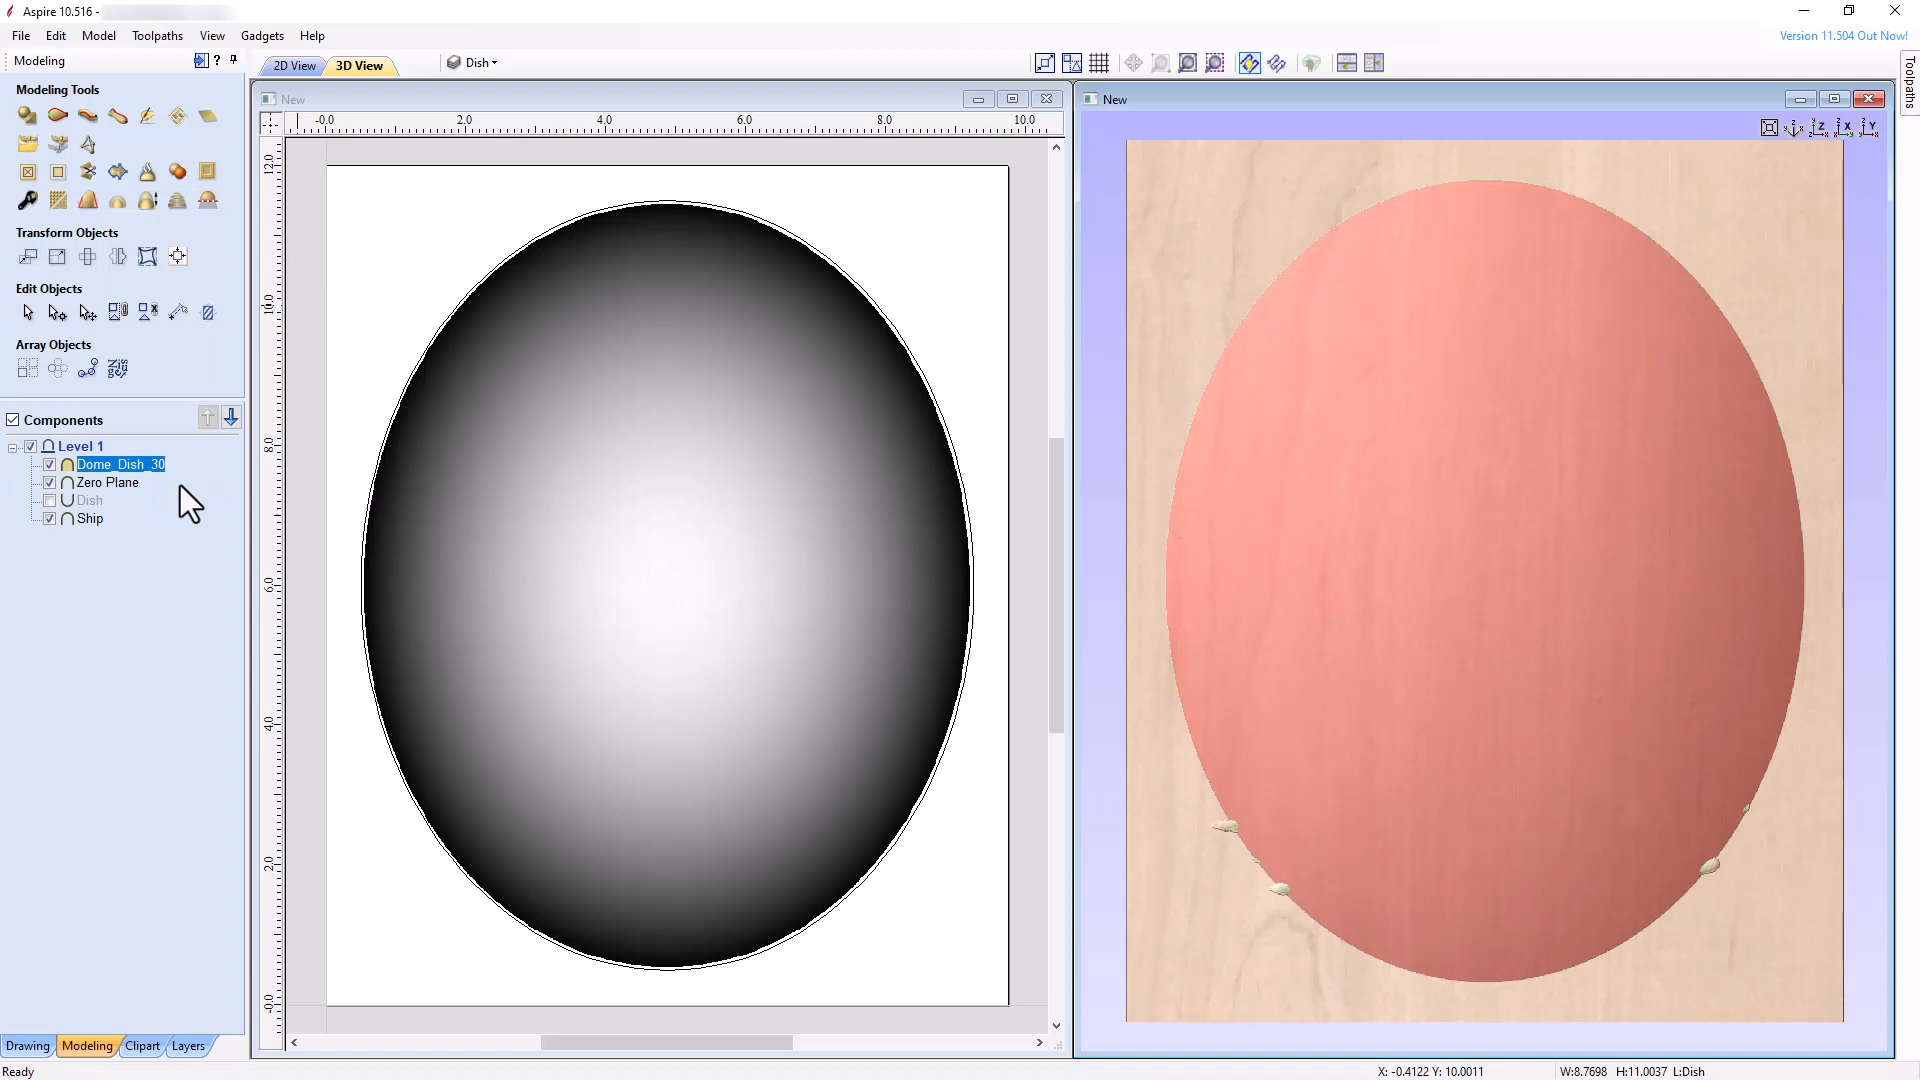 Aspire 10.516 -
File Edit Model Toolpaths View Gadgets Help
Version 11.504 Out Now!
Modeling ?
2D View 3D View Dish
Toolpaths
Modeling Tools
New
New
-0.0 2.0 4.0 6.0 8.0 10.0
12.0
10.0
8.0
6.0
4.0
2.0
-0.0
Transform Objects
Edit Objects
Array Objects
Components
Level 1
Dome_Dish_30
Zero Plane
Dish
Ship
Drawing Modeling Clipart Layers
Ready
X: -0.4122 Y: 10.0011
W:8.7698 H:11.0037 L:Dish